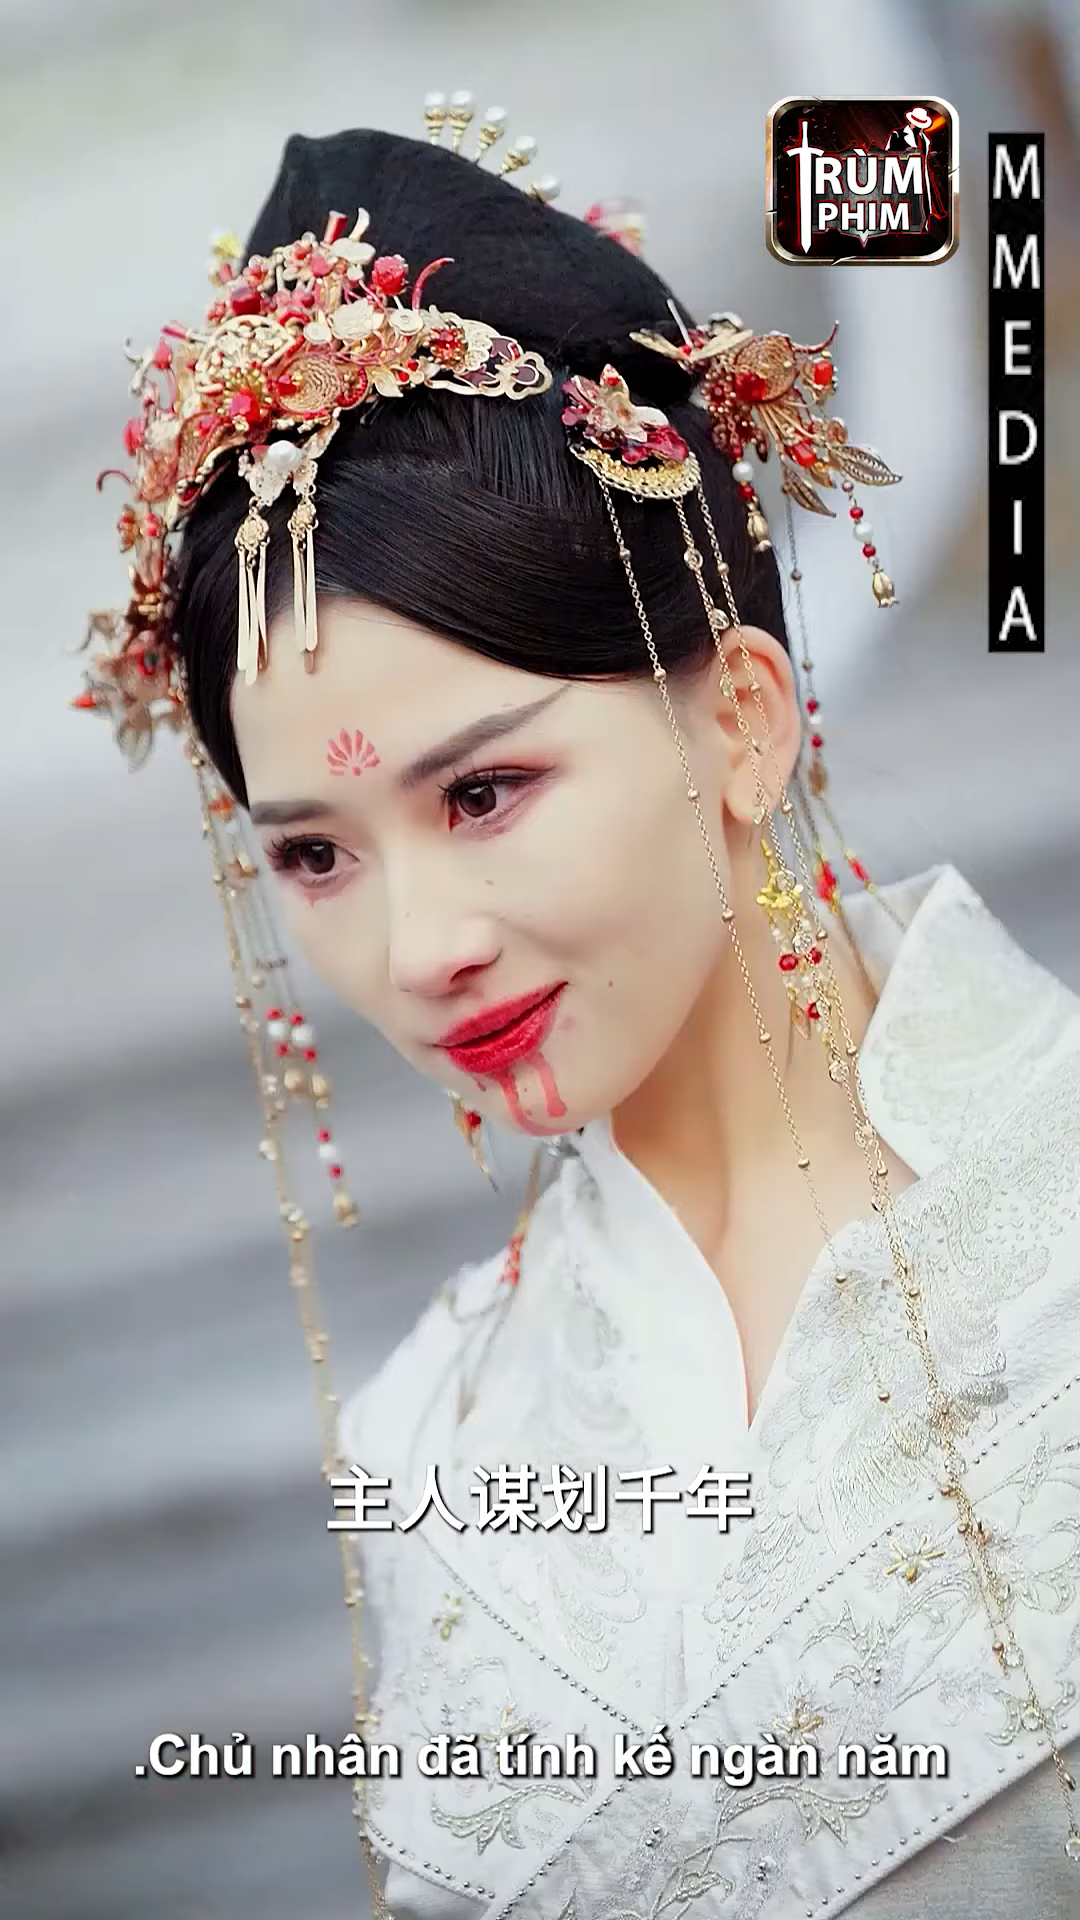 TRÙM
PHIM
MMEDIA
主人谋划千年
.Chủ nhân đã tính kế ngàn năm